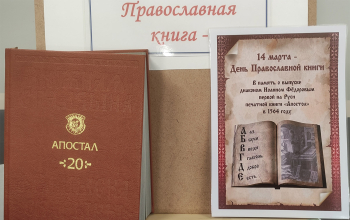 Православная
книга -
АПОСТАЛ
20
14 марта -
День Православной книги
В память о выпуске
диаконом Иваном Фёдоровым
первой на Руси
печатной книги «Апостол»
в 1564 году